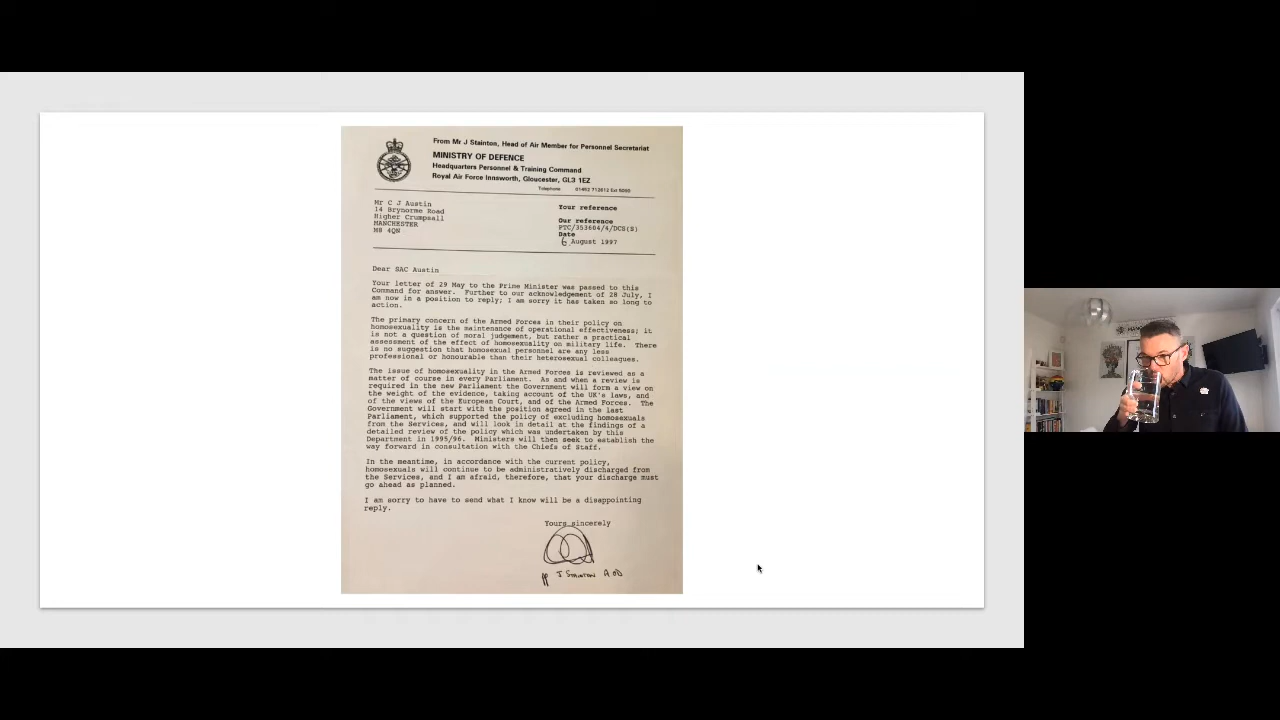 From Mr J Stainton, Head of Air Member for Personnel Secretariat
MINISTRY OF DEFENCE
Headquarters Personnel & Training Command
Royal Air Force Innsworth, Gloucester, GL3 1EZ
Telephone 01452 712612 Ext
Mr C J Austin
14 Brynorme Road
Higher Crumpsall
MANCHESTER
M8 4QN
Your reference
Our reference
PTC/353604/4/DCS(S)
Date
6 August 1997
Dear SAC Austin
Your letter of 29 May to the Prime Minister was passed to this
Command for answer. Further to our acknowledgement of 28 July, I
am now in a position to reply; I am sorry it has taken so long to
action.
The primary concern of the Armed Forces in their policy on
homosexuality is the maintenance of operational effectiveness; it
is not a question of moral judgement, but rather a practical
assessment of the effect of homosexuality on military life. There
is no suggestion that homosexual personnel are any less
professional or honourable than their heterosexual colleagues.
The issue of homosexuality in the Armed Forces is reviewed as a
matter of course in every Parliament. As and when a review is
required in the new Parliament the Government will form a view on
the weight of the evidence, taking account of the UK's laws, and
of the views of the European Court, and of the Armed Forces. The
Government will start with the position agreed in the last
Parliament, which supported the policy of excluding homosexuals
from the Services, and will look in detail at the findings of a
detailed review of the policy which was undertaken by this
Department in 1995/96. Ministers will then seek to establish the
way forward in consultation with the Chiefs of Staff.
In the meantime, in accordance with the current policy,
homosexuals will continue to be administratively discharged from
the Services, and I am afraid, therefore, that your discharge must
go ahead as planned.
I am sorry to have to send what I know will be a disappointing
reply.
Yours sincerely
pp J STAINTON